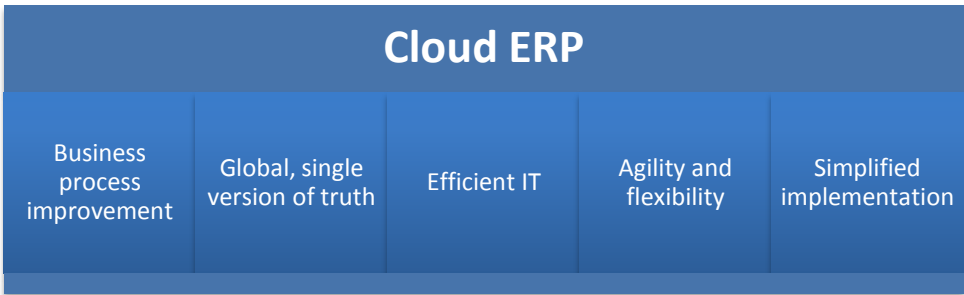 Cloud ERP
Business
process
improvement
Global, single
version of truth
Efficient IT
Agility and
flexibility
Simplified
implementation